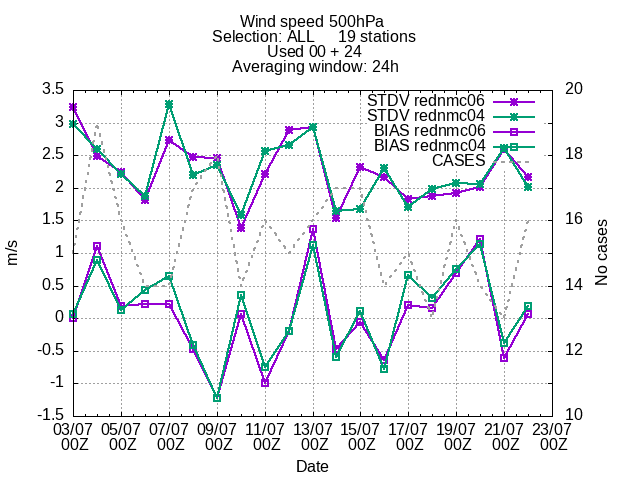 Wind speed 500hPa
Selection: ALL 19 stations
Used 00 + 24
Averaging window: 24h
STDV rednmc06
STDV rednmc04
BIAS rednmc06
BIAS rednmc04
CASES
3.5
3
2.5
2
1.5
1
0.5
0
-0.5
-1
-1.5
m/s
20
18
16
14
12
10
No cases
03/07 05/07 07/07 09/07 11/07 13/07 15/07 17/07 19/07 21/07 23/07
00Z 00Z 00Z 00Z 00Z 00Z 00Z 00Z 00Z 00Z 00Z
Date